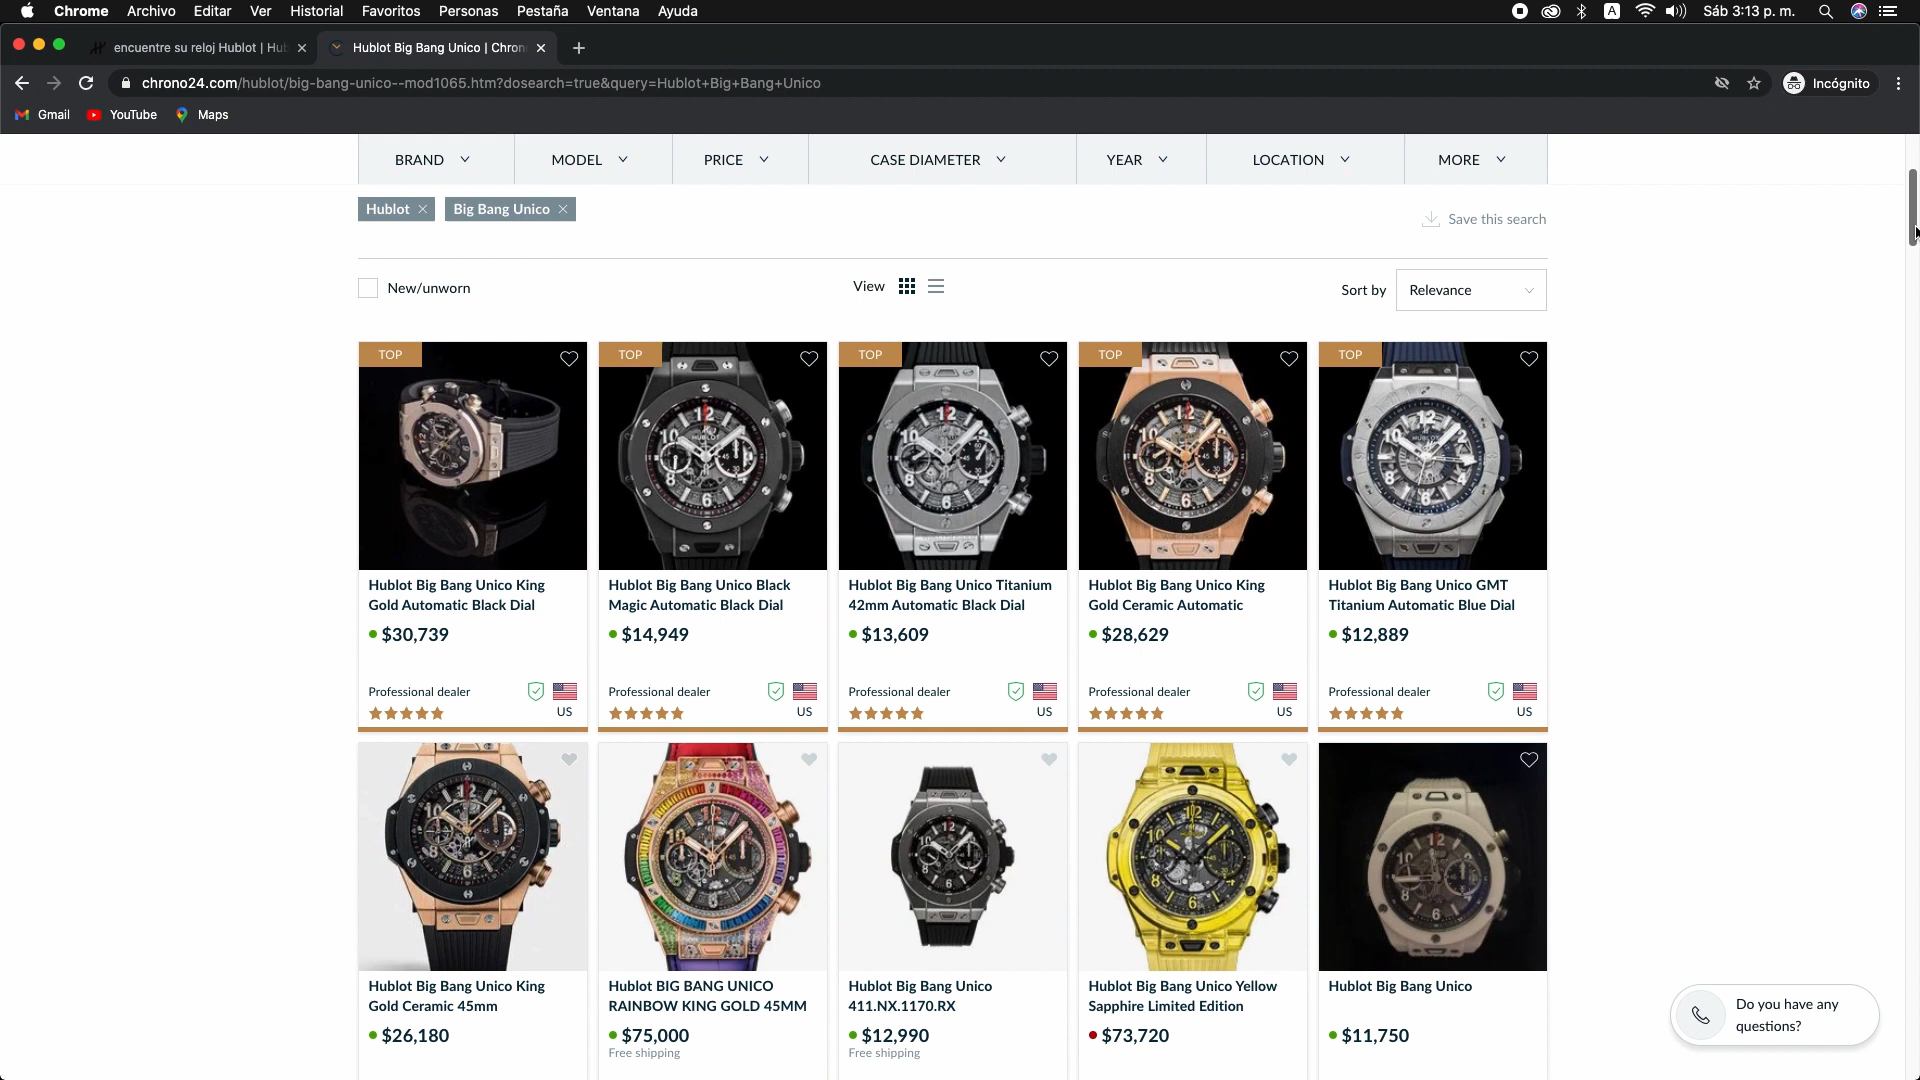 Chrome Archivo Editar Ver Historial Favoritos Personas Pestaña Ventana Ayuda
A Sáb 3:13 p. m.
encuentre su reloj Hublot | Hub
Hublot Big Bang Unico | Chron
chrono24.com/hublot/big-bang-unico--mod1065.htm?dosearch=true&query=Hublot+Big+Bang+Unico
Incógnito
Gmail YouTube Maps
BRAND MODEL PRICE CASE DIAMETER YEAR LOCATION MORE
Hublot Big Bang Unico
Save this search
New/unworn
View
Sort by Relevance
TOP TOP TOP TOP TOP
Hublot Big Bang Unico King
Gold Automatic Black Dial
$30,739
Professional dealer
US
Hublot Big Bang Unico Black
Magic Automatic Black Dial
$14,949
Professional dealer
US
Hublot Big Bang Unico Titanium
42mm Automatic Black Dial
$13,609
Professional dealer
US
Hublot Big Bang Unico King
Gold Ceramic Automatic
$28,629
Professional dealer
US
Hublot Big Bang Unico GMT
Titanium Automatic Blue Dial
$12,889
Professional dealer
US
Hublot Big Bang Unico King
Gold Ceramic 45mm
$26,180
Hublot BIG BANG UNICO
RAINBOW KING GOLD 45MM
$75,000
Free shipping
Hublot Big Bang Unico
411.NX.1170.RX
$12,990
Free shipping
Hublot Big Bang Unico Yellow
Sapphire Limited Edition
$73,720
Hublot Big Bang Unico
$11,750
Do you have any
questions?